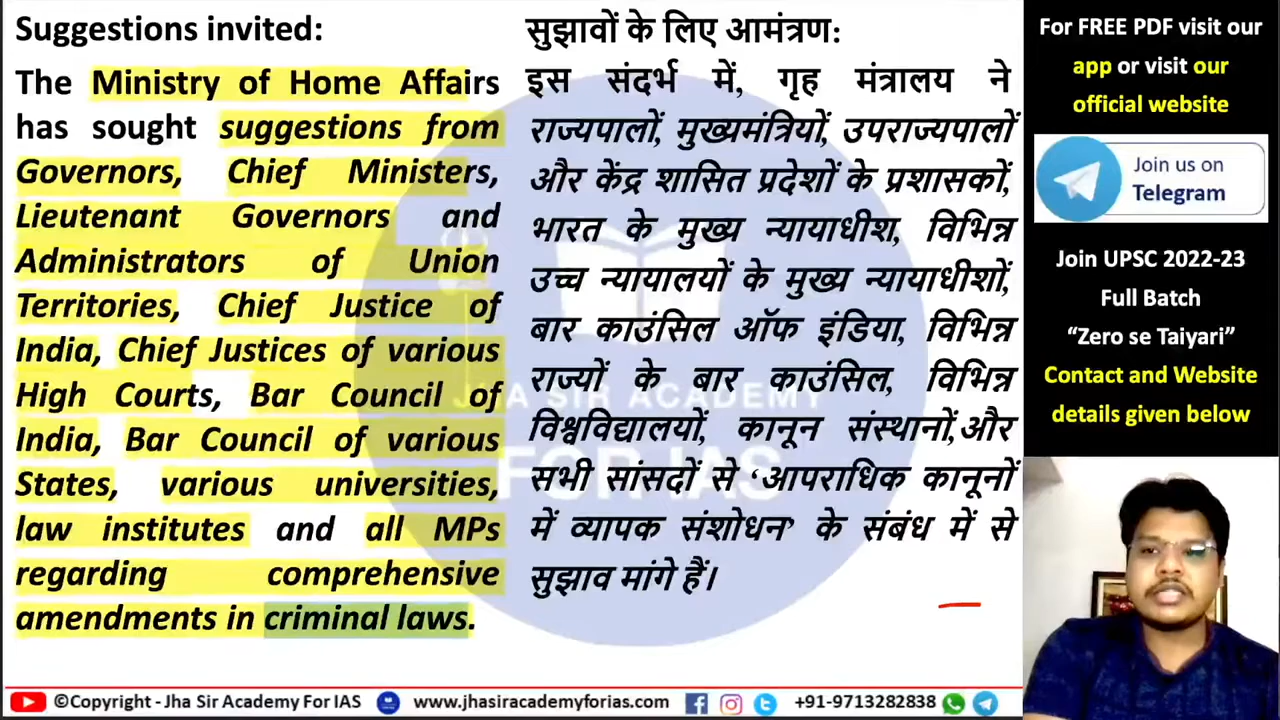 Suggestions invited:
The Ministry of Home Affairs
has sought suggestions from
Governors, Chief Ministers,
Lieutenant Governors and
Administrators of Union
Territories, Chief Justice of
India, Chief Justices of various
High Courts, Bar Council of
India, Bar Council of various
States, various universities,
law institutes and all MPs
regarding comprehensive
amendments in criminal laws.
सुझावों के लिए आमंत्रण:
इस संदर्भ में, गृह मंत्रालय ने
राज्यपालों, मुख्यमंत्रियों, उपराज्यपालों
और केंद्र शासित प्रदेशों के प्रशासकों,
भारत के मुख्य न्यायाधीश, विभिन्न
उच्च न्यायालयों के मुख्य न्यायाधीशों,
बार काउंसिल ऑफ इंडिया, विभिन्न
राज्यों के बार काउंसिल, विभिन्न
विश्वविद्यालयों, कानून संस्थानों,और
सभी सांसदों से ‘आपराधिक कानूनों
में व्यापक संशोधन’ के संबंध में से
सुझाव मांगे हैं।
JHA SIR ACADEMY
FOR IAS
For FREE PDF visit our
app or visit our
official website
Join us on
Telegram
Join UPSC 2022-23
Full Batch
“Zero se Taiyari”
Contact and Website
details given below
©Copyright - Jha Sir Academy For IAS www.jhasiracademyforias.com +91-9713282838